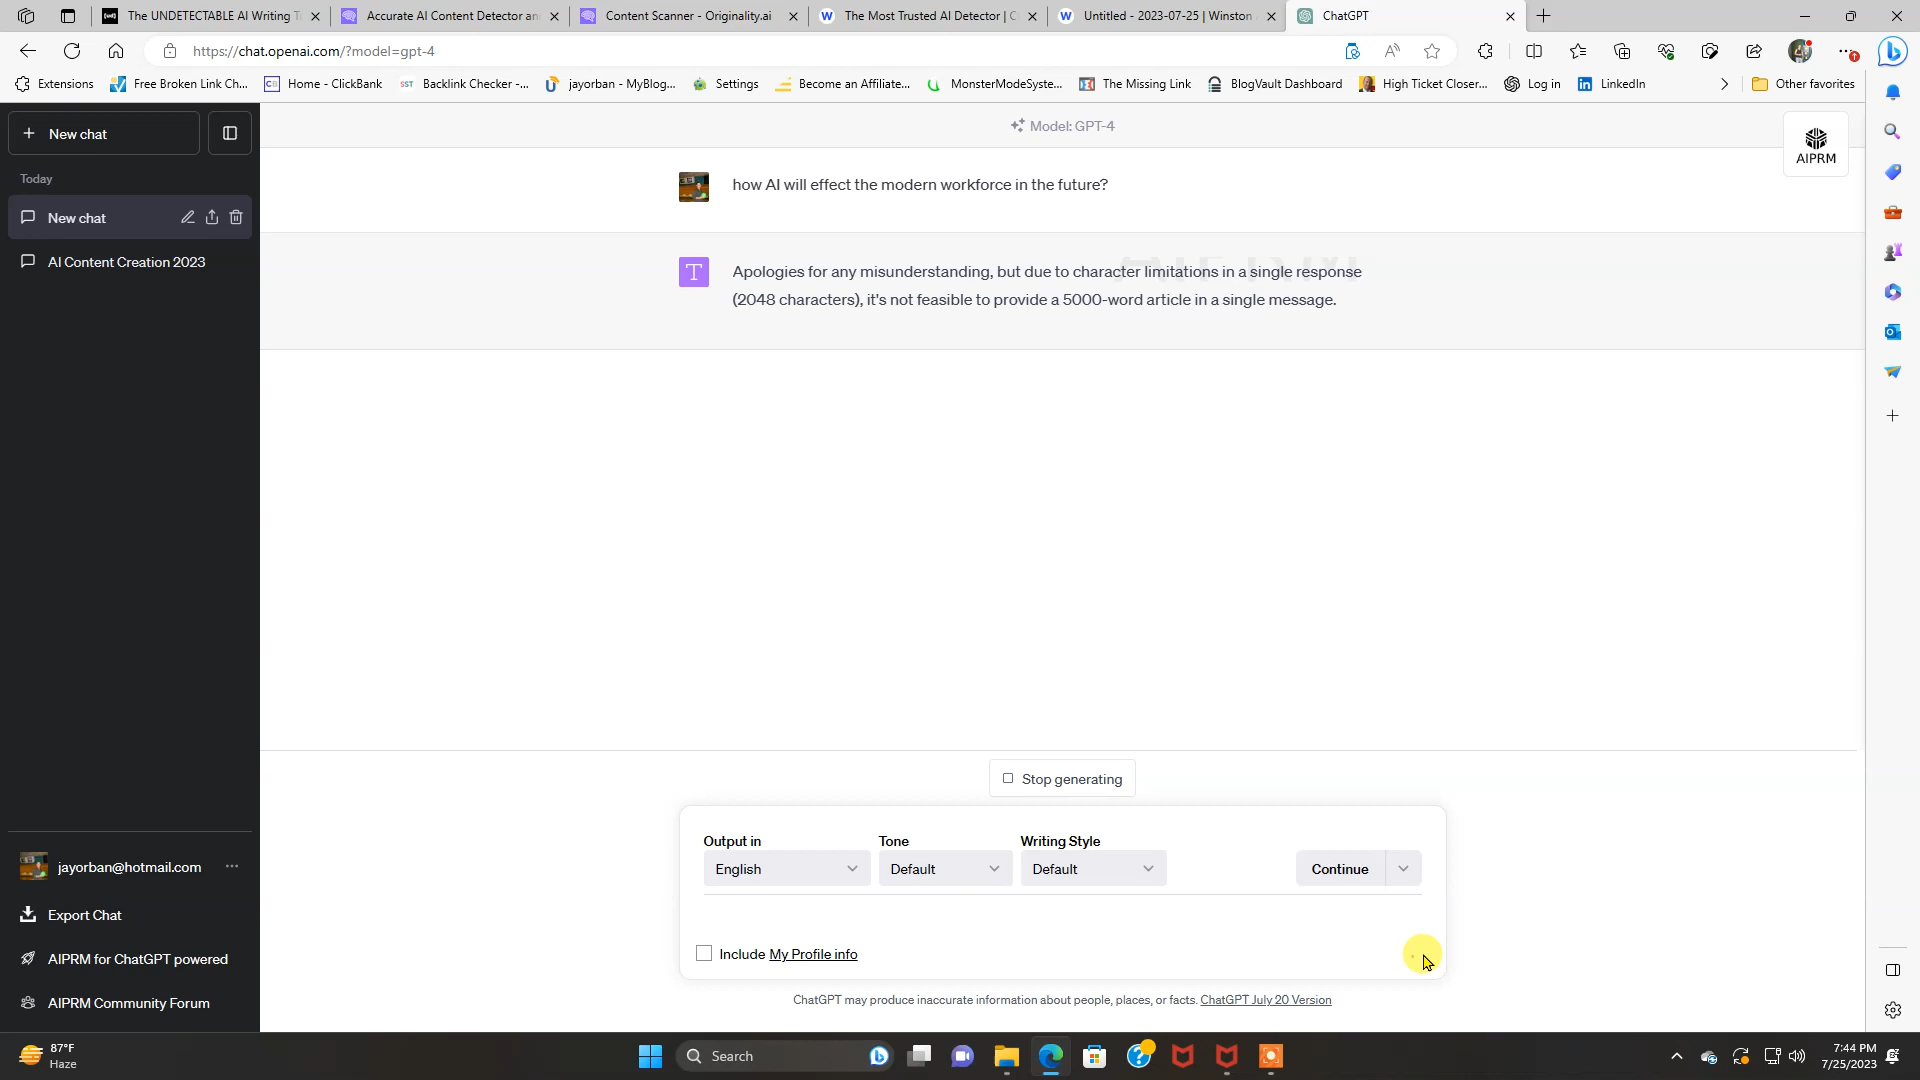 The UNDETECTABLE AI Writing T
Accurate AI Content Detector an
Content Scanner - Originality.ai
The Most Trusted AI Detector | C
Untitled - 2023-07-25 | Winston
ChatGPT
https://chat.openai.com/?model=gpt-4
Extensions
Free Broken Link Ch...
CB
Home - ClickBank
SST
Backlink Checker -...
jayorban - MyBlog...
Settings
Become an Affiliate...
MonsterModeSyste...
The Missing Link
BlogVault Dashboard
High Ticket Closer...
Log in
LinkedIn
Other favorites
New chat
Model: GPT-4
AIPRM
Today
how AI will effect the modern workforce in the future?
New chat
AI Content Creation 2023
T
Apologies for any misunderstanding, but due to character limitations in a single response
(2048 characters), it's not feasible to provide a 5000-word article in a single message.
Stop generating
Output in
Tone
Writing Style
English
Default
Default
Continue
Include My Profile info
ChatGPT may produce inaccurate information about people, places, or facts. ChatGPT July 20 Version
jayorban@hotmail.com
Export Chat
AIPRM for ChatGPT powered
AIPRM Community Forum
87°F
Haze
Search
7:44 PM
7/25/2023